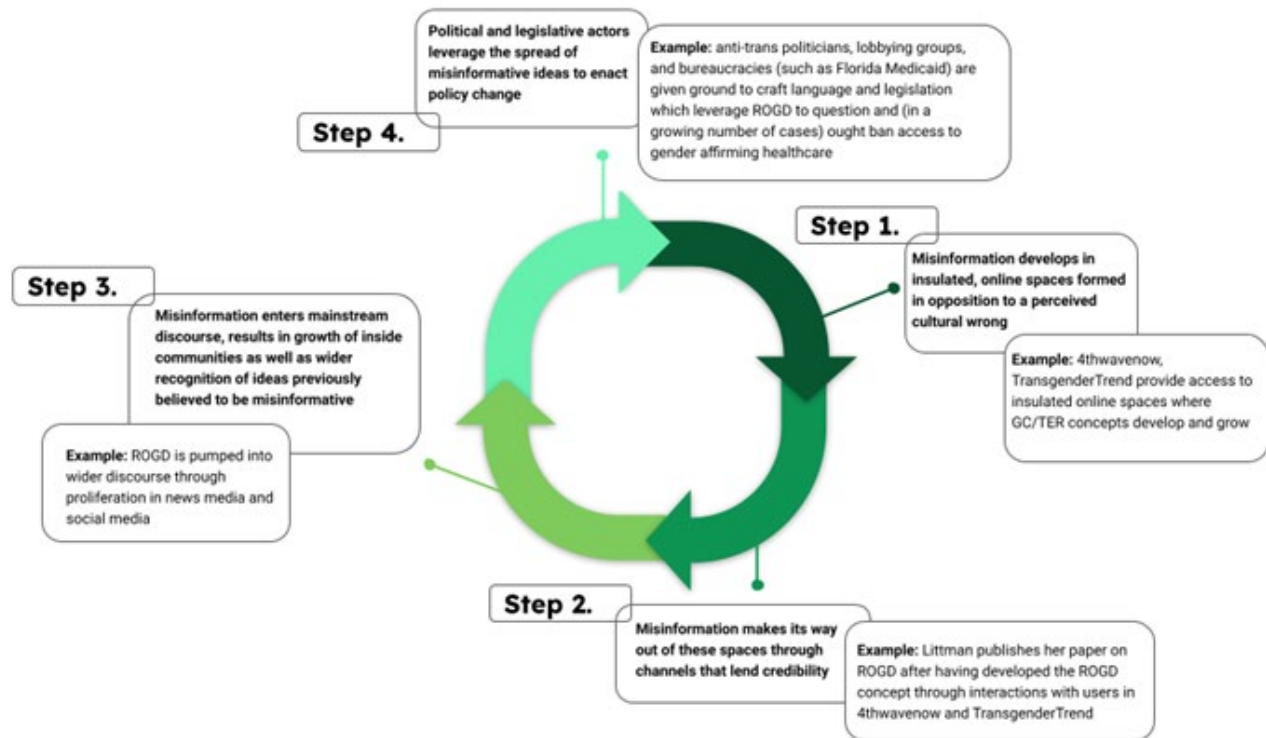 Step 1.
Misinformation develops in
insulated, online spaces formed
in opposition to a perceived
cultural wrong
Example: 4thwavenow,
TransgenderTrend provide access to
insulated online spaces where
GC/TER concepts develop and grow
Step 2.
Misinformation makes its way
out of these spaces through
channels that lend credibility
Example: Littman publishes her paper on
ROGD after having developed the ROGD
concept through interactions with users in
4thwavenow and TransgenderTrend
Step 3.
Misinformation enters mainstream
discourse, results in growth of inside
communities as well as wider
recognition of ideas previously
believed to be misinformative
Example: ROGD is pumped into
wider discourse through
proliferation in news media and
social media
Step 4.
Political and legislative actors
leverage the spread of
misinformative ideas to enact
policy change
Example: anti-trans politicians, lobbying groups,
and bureaucracies (such as Florida Medicaid) are
given ground to craft language and legislation
which leverage ROGD to question and (in a
growing number of cases) ought ban access to
gender affirming healthcare